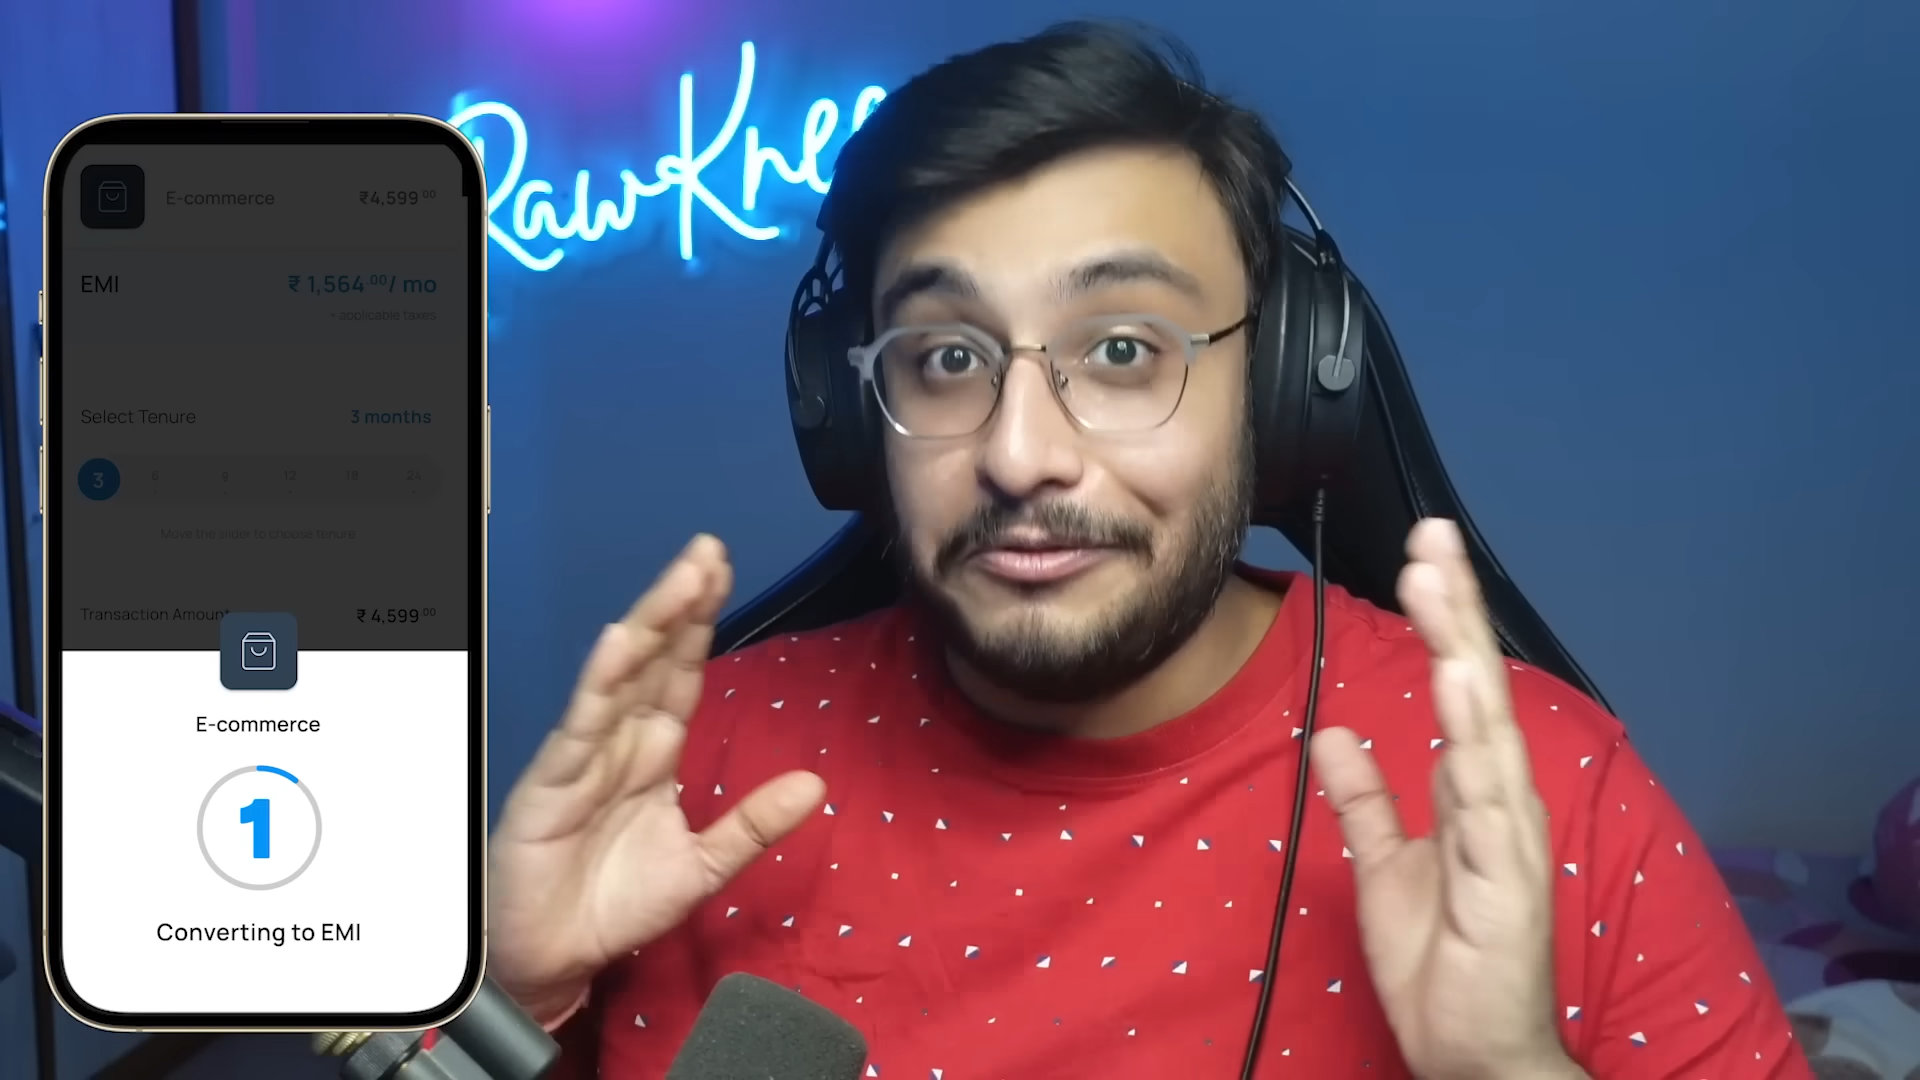 RawKnee
E-commerce ₹4,599.00
EMI ₹ 1,564.00/ mo
+ applicable taxes
Select Tenure 3 months
3 6 9 12 18 24
Move the slider to choose tenure
Transaction Amount ₹ 4,599.00
E-commerce
1
Converting to EMI